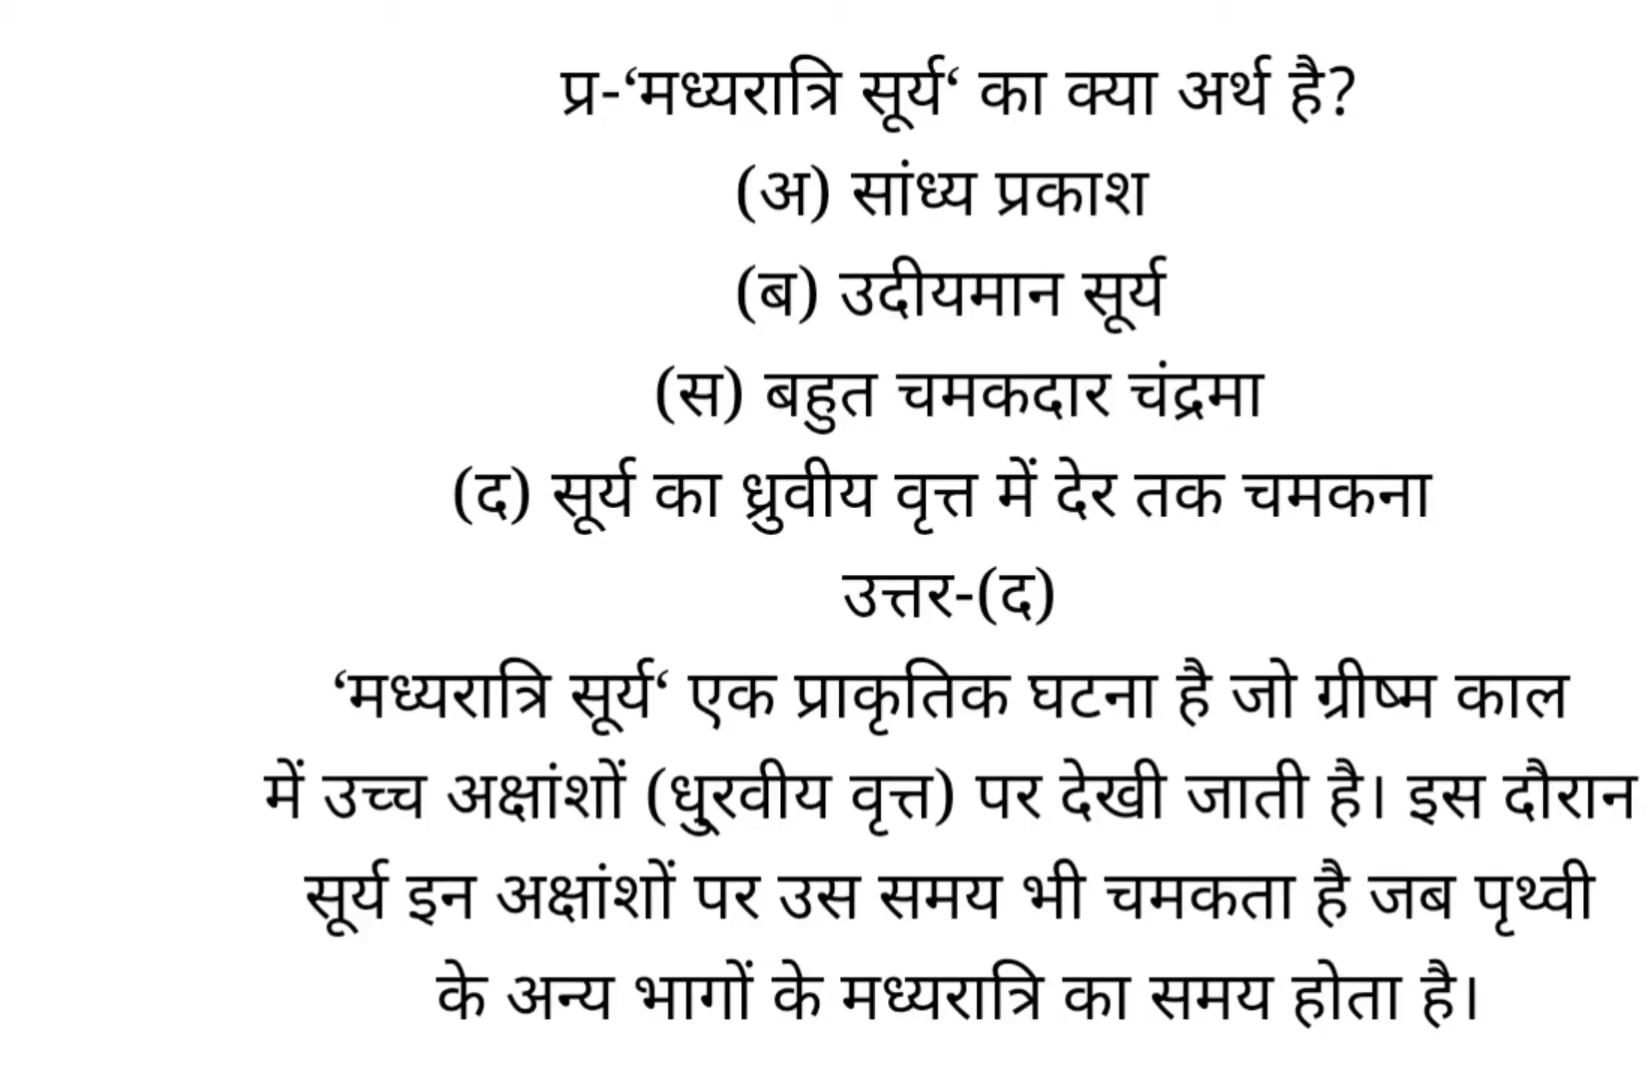 प्र-‘मध्यरात्रि सूर्य‘ का क्या अर्थ है?
(अ) सांध्य प्रकाश
(ब) उदीयमान सूर्य
(स) बहुत चमकदार चंद्रमा
(द) सूर्य का ध्रुवीय वृत्त में देर तक चमकना
उत्तर-(द)
‘मध्यरात्रि सूर्य‘ एक प्राकृतिक घटना है जो ग्रीष्म काल
में उच्च अक्षांशों (धु्रवीय वृत्त) पर देखी जाती है। इस दौरान
सूर्य इन अक्षांशों पर उस समय भी चमकता है जब पृथ्वी
के अन्य भागों के मध्यरात्रि का समय होता है।